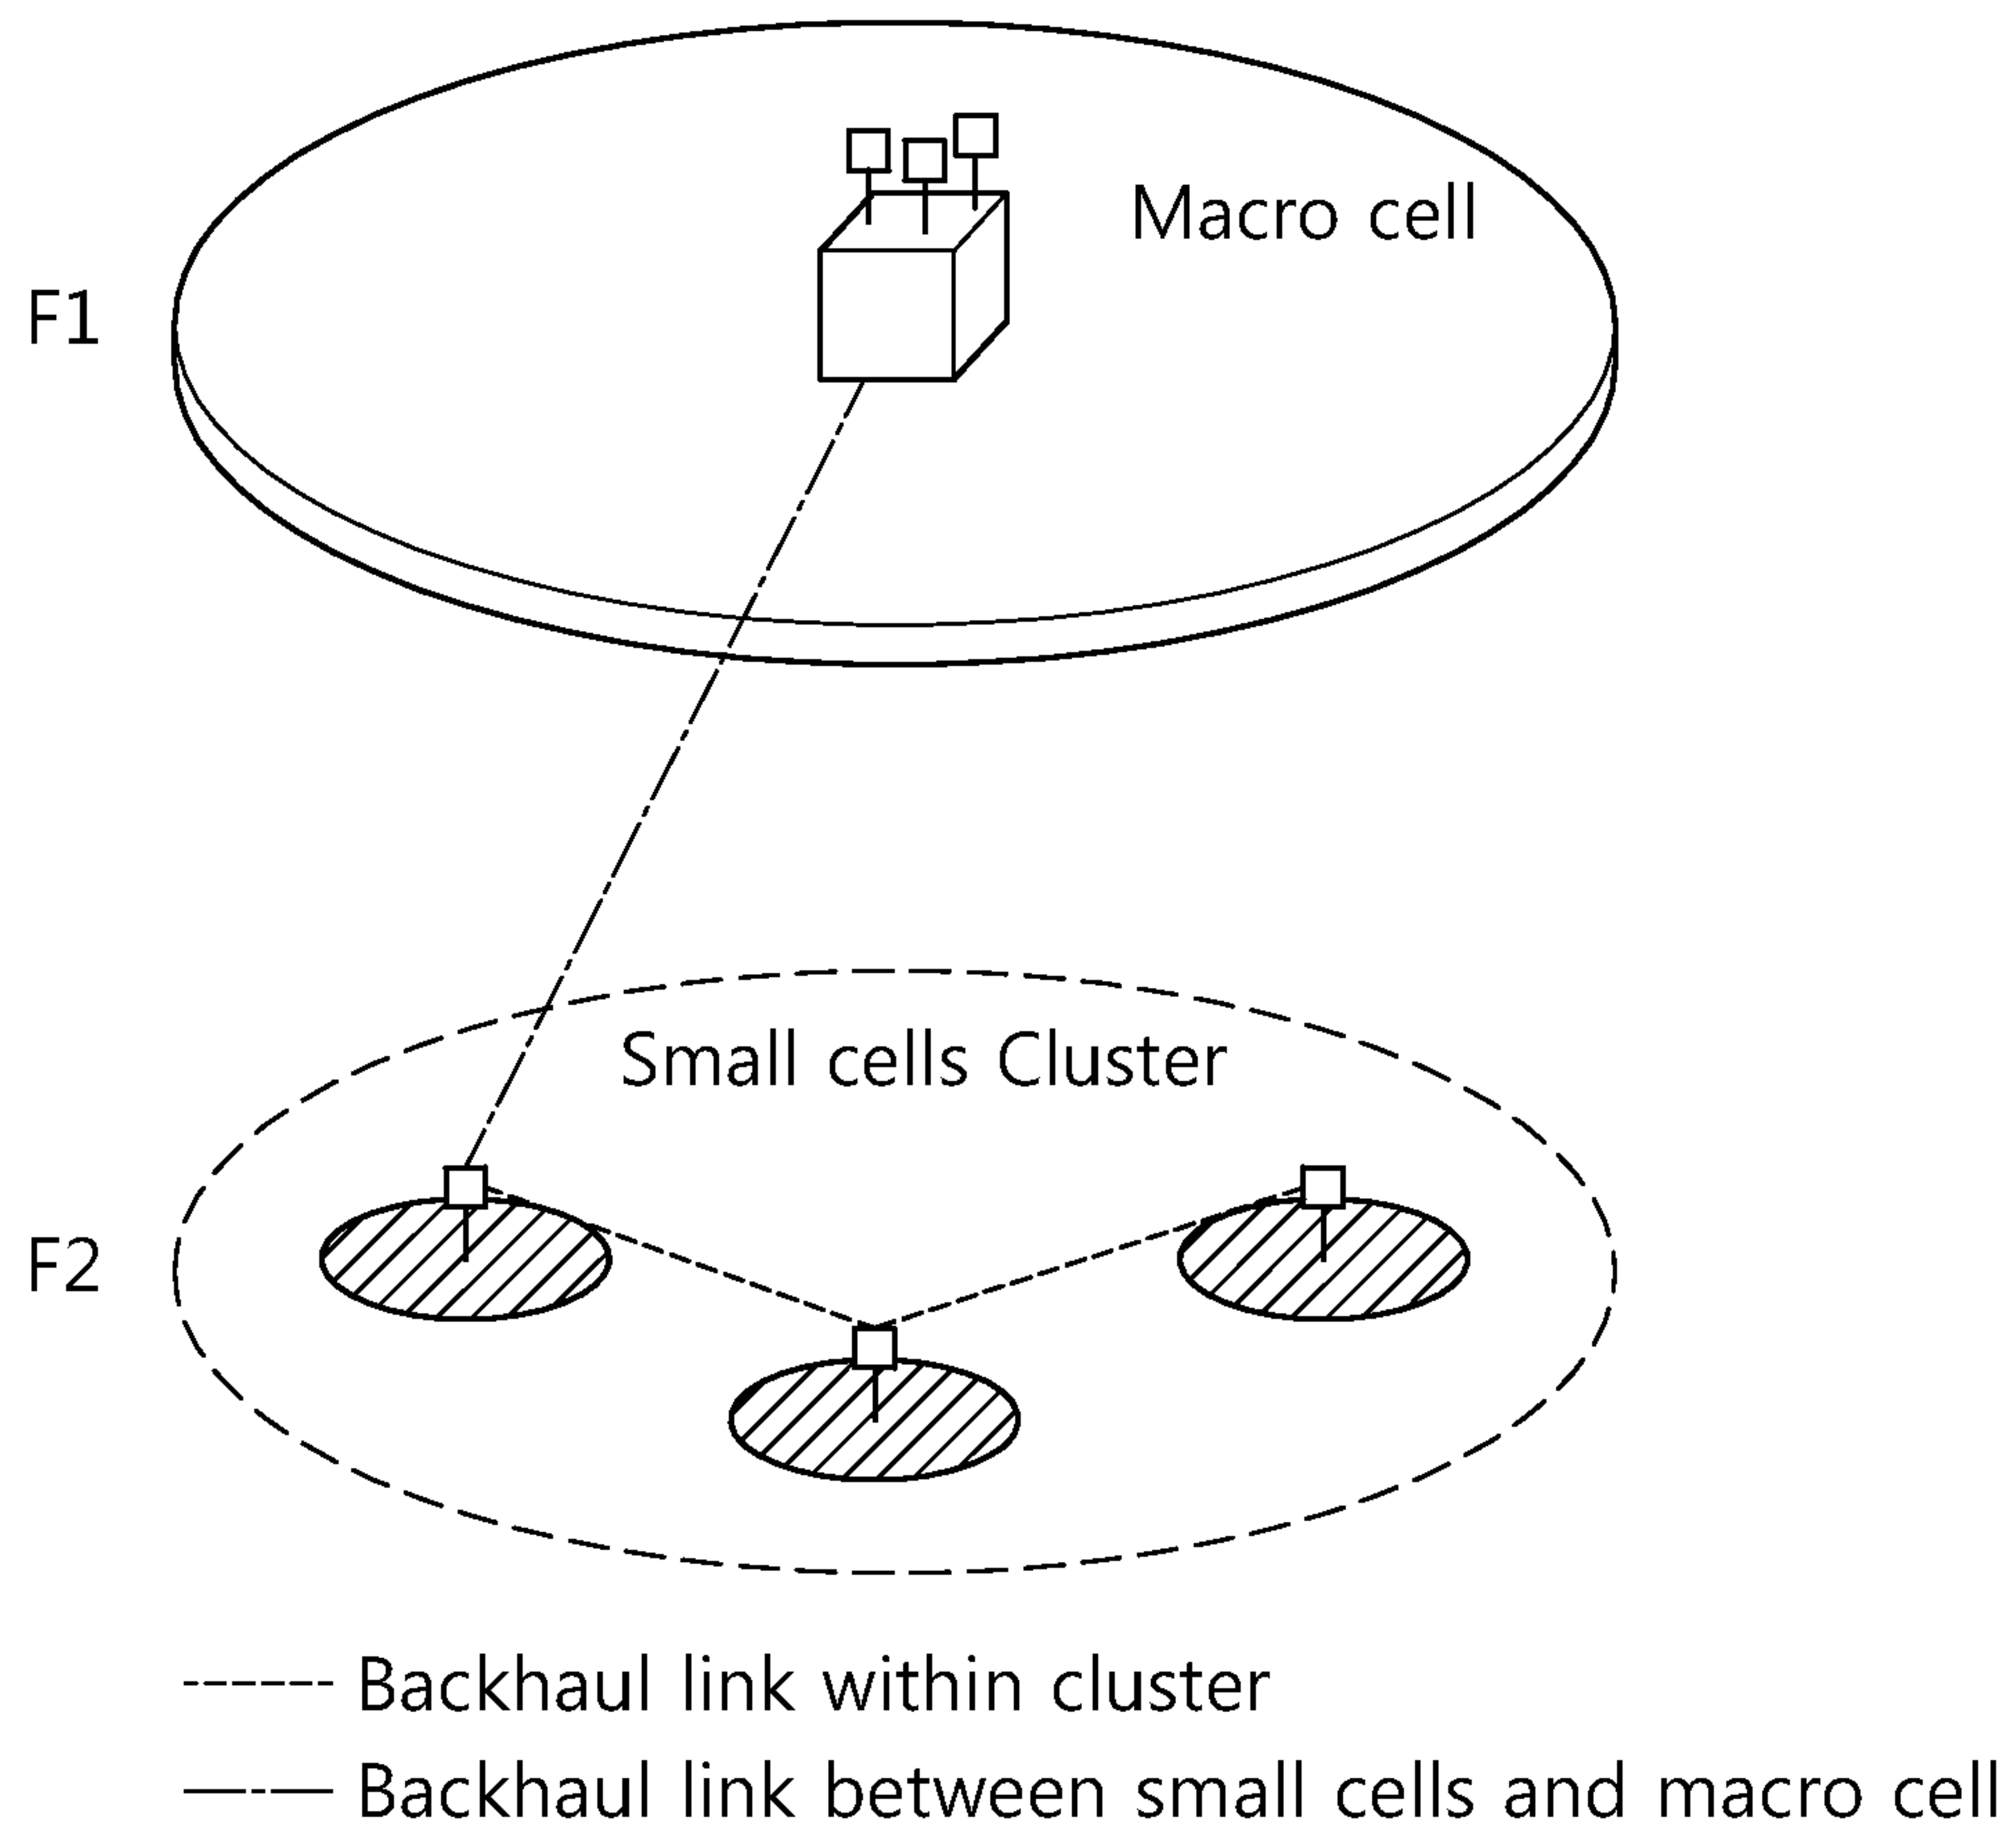 Macro cell
F1
Small cells Cluster
F2
Backhaul link within cluster
Backhaul link between small cells and macro cell